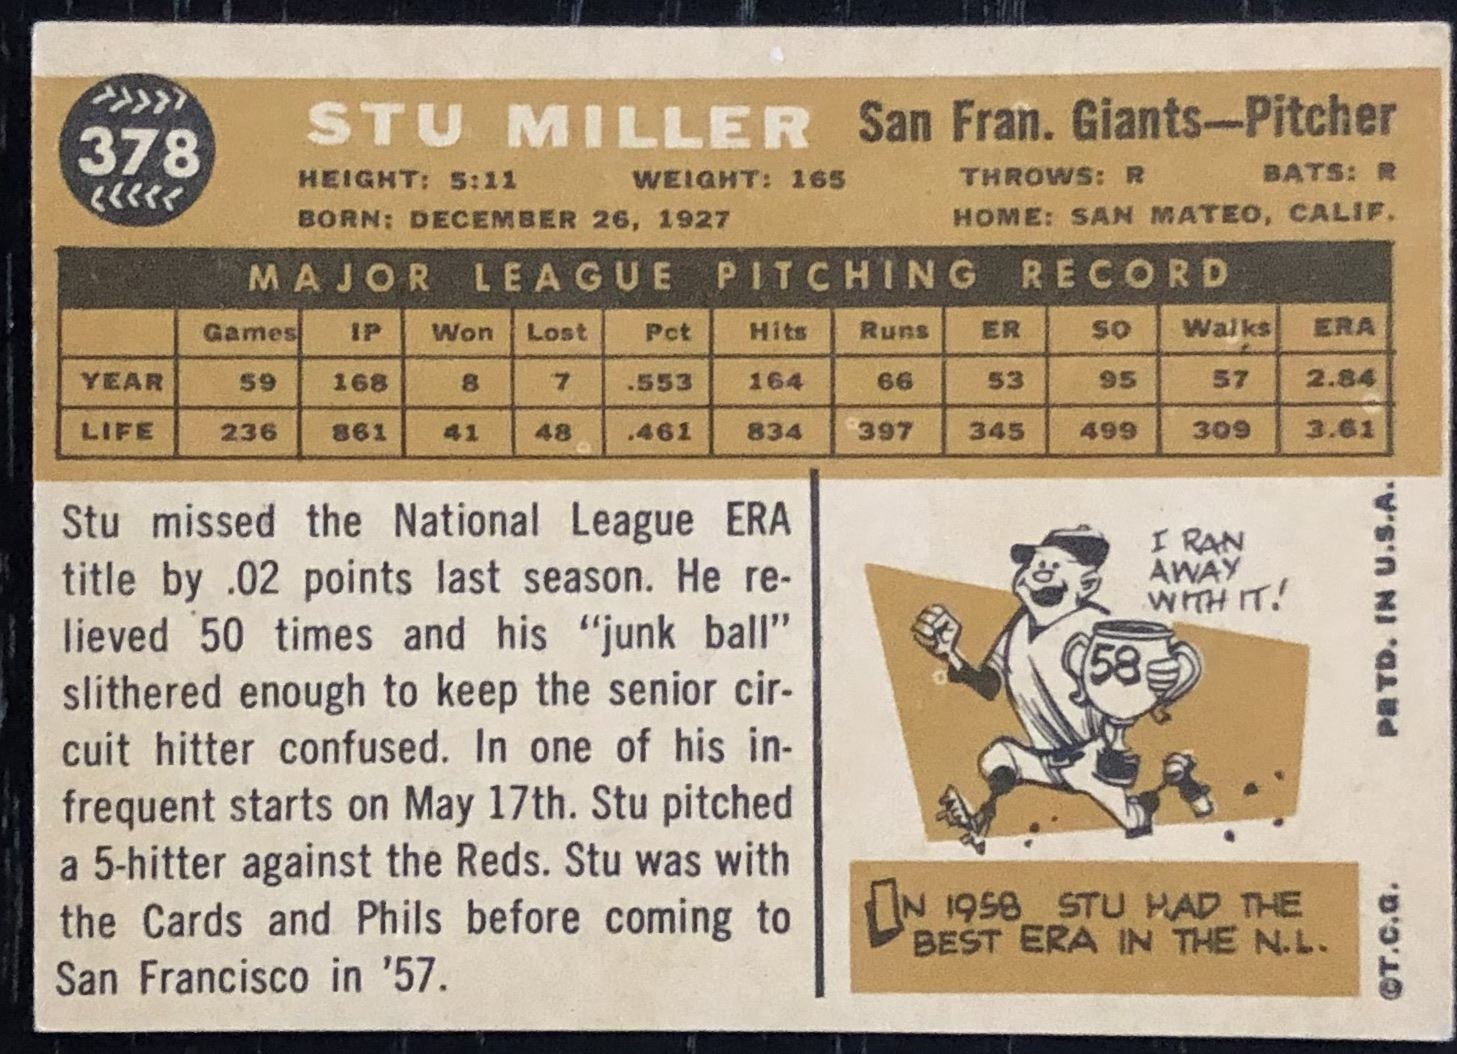 378
STU MILLER San Fran. Giants—Pitcher
HEIGHT: 5:11 WEIGHT: 165 THROWS: R BATS: R
BORN: DECEMBER 26, 1927 HOME: SAN MATEO, CALIF.
MAJOR LEAGUE PITCHING RECORD
Games IP Won Lost Pct Hits Runs ER SO Walks ERA
YEAR 59 168 8 7 .553 164 66 53 95 57 2.84
LIFE 236 861 41 48 .461 834 397 345 499 309 3.61
Stu missed the National League ERA
title by .02 points last season. He re-
lieved 50 times and his “junk ball”
slithered enough to keep the senior cir-
cuit hitter confused. In one of his in-
frequent starts on May 17th. Stu pitched
a 5-hitter against the Reds. Stu was with
the Cards and Phils before coming to
San Francisco in '57.
I RAN
AWAY
WITH IT!
58
IN 1958 STU HAD THE
BEST ERA IN THE N.L.
©T.C.G. PRTD. IN U.S.A.